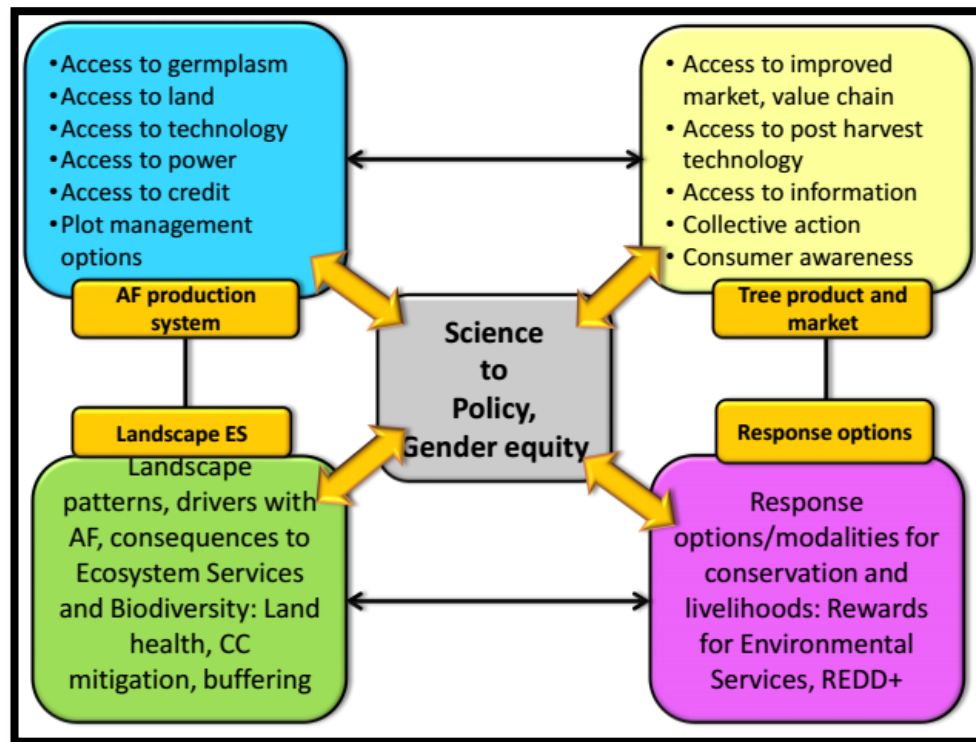 •Access to germplasm
•Access to land
•Access to technology
•Access to power
•Access to credit
•Plot management
options
AF production
system
• Access to improved
market, value chain
• Access to post harvest
technology
• Access to information
• Collective action
• Consumer awareness
Tree product and
market
Science
to
Policy,
Gender equity
Landscape ES
Landscape
patterns, drivers with
AF, consequences to
Ecosystem Services
and Biodiversity: Land
health, CC
mitigation, buffering
Response options
Response
options/modalities for
conservation and
livelihoods: Rewards
for Environmental
Services, REDD+